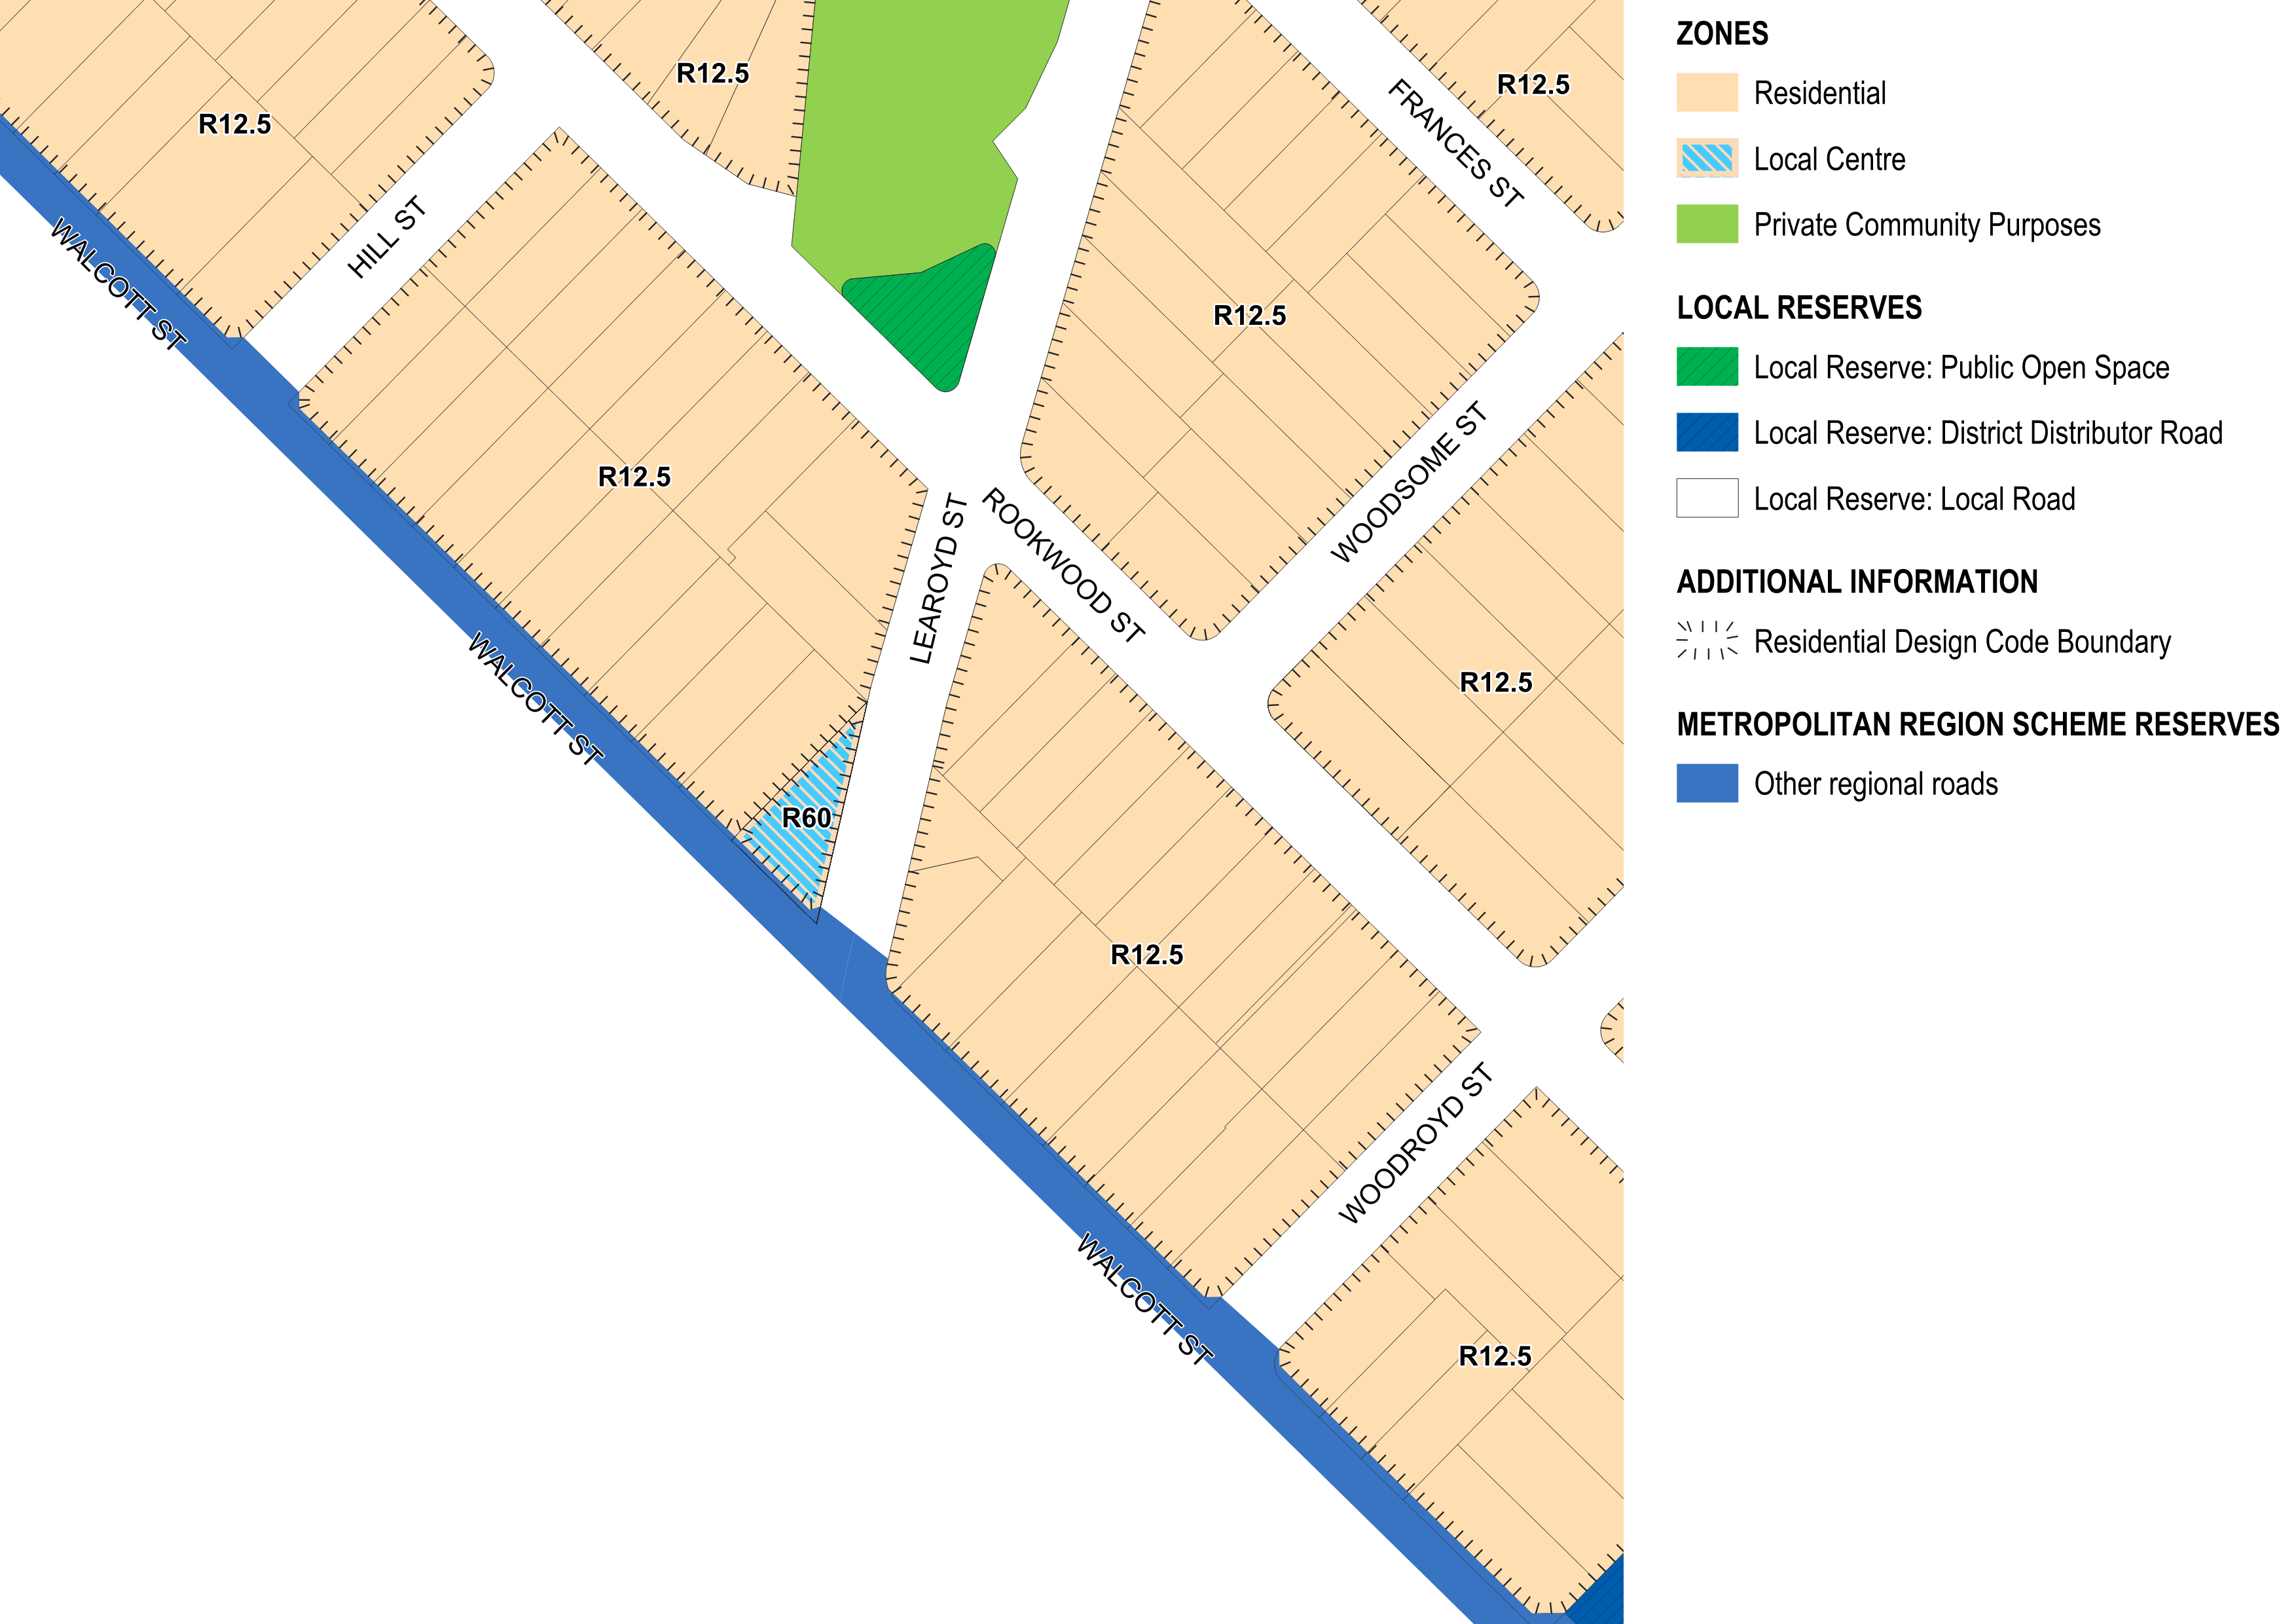 R12.5
R12.5
FRANCES ST
R12.5
HILL ST
WALCOTT ST
R12.5
R12.5
WOODSOME ST
LEAROYD ST
ROOKWOOD ST
R12.5
WALCOTT ST
R60
R12.5
WOODROYD ST
WALCOTT ST
R12.5
ZONES
Residential
Local Centre
Private Community Purposes
LOCAL RESERVES
Local Reserve: Public Open Space
Local Reserve: District Distributor Road
Local Reserve: Local Road
ADDITIONAL INFORMATION
Residential Design Code Boundary
METROPOLITAN REGION SCHEME RESERVES
Other regional roads